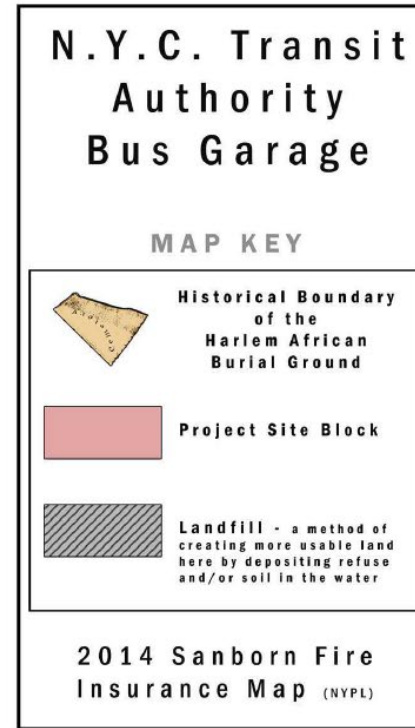 N.Y.C. Transit
Authority
Bus Garage
MAP KEY
Historical Boundary
of the
Harlem African
Burial Ground
Cemetery
Project Site Block
Landfill - a method of
creating more usable land
here by depositing refuse
and/or soil in the water
2014 Sanborn Fire
Insurance Map (NYPL)